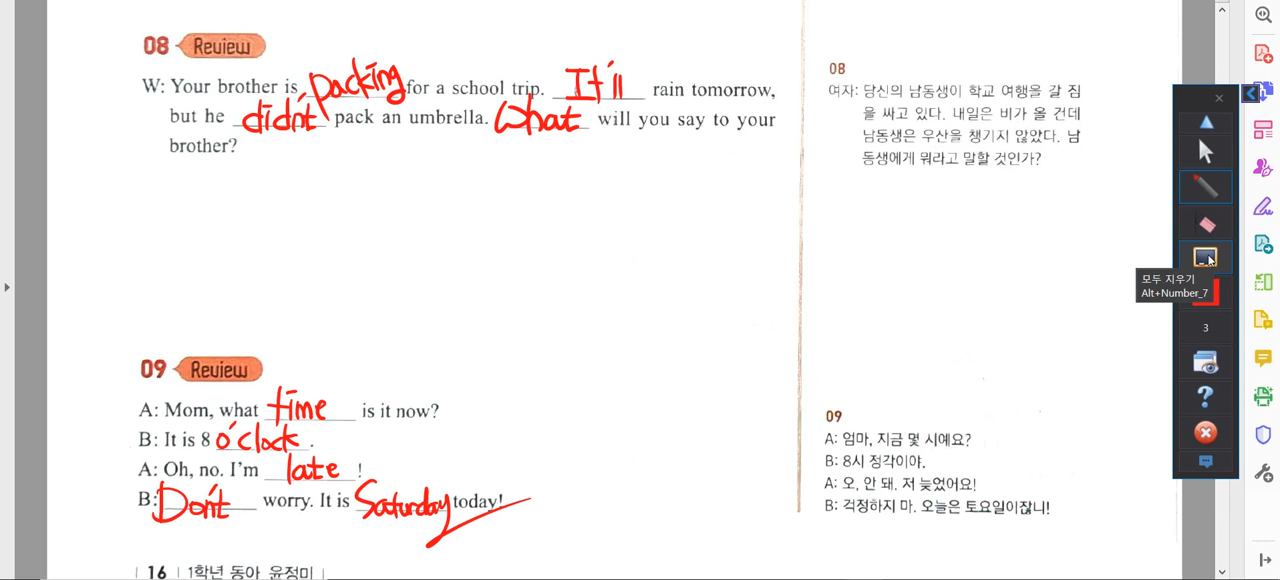 08 Review
W: Your brother is packing for a school trip. It'll rain tomorrow,
but he didn't pack an umbrella. What will you say to your
brother?
08
여자: 당신의 남동생이 학교 여행을 갈 짐
을 싸고 있다. 내일은 비가 올 건데
남동생은 우산을 챙기지 않았다. 남
동생에게 뭐라고 말할 것인가?
모두 지우기
Alt+Number_7
3
09 Review
A: Mom, what time is it now?
B: It is 8 o'clock.
A: Oh, no. I'm late!
B: Don't worry. It is Saturday today!
09
A: 엄마, 지금 몇 시예요?
B: 8시 정각이야.
A: 오, 안 돼. 저 늦었어요!
B: 걱정하지 마. 오늘은 토요일이잖니!
16 | 1학년 동아 윤정미 |